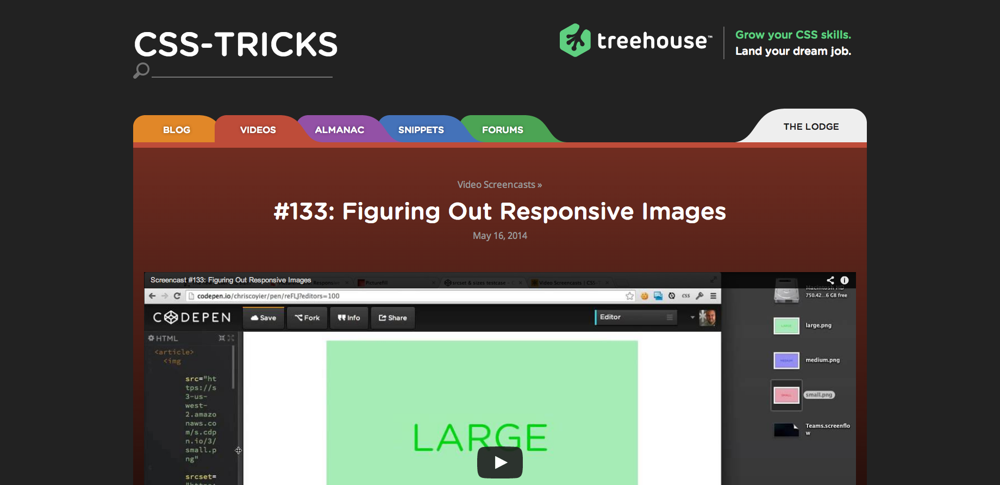 CSS-TRICKS
treehouse™
Grow your CSS skills.
Land your dream job.
BLOG
VIDEOS
ALMANAC
SNIPPETS
FORUMS
THE LODGE
Video Screencasts »
#133: Figuring Out Responsive Images
May 16, 2014
Screencast #133: Figuring Out Responsive Images
Picturefill
srcset & sizes testcase -
Video Screencasts | CSS-T
codepen.io/chriscoyier/pen/reFLJ?editors=100
CSS
CODEPEN
Save
Fork
Info
Share
Editor
HTML
<article>
<img
src="ht
tps://s
3-us-
west-
2.amazo
naws.co
m/s.cdp
n.io/3/
small.p
ng"
srcset=
LARGE
Macintosh HD
750.42...6 GB free
large.png
medium.png
small.png
Teams.screenflo
w